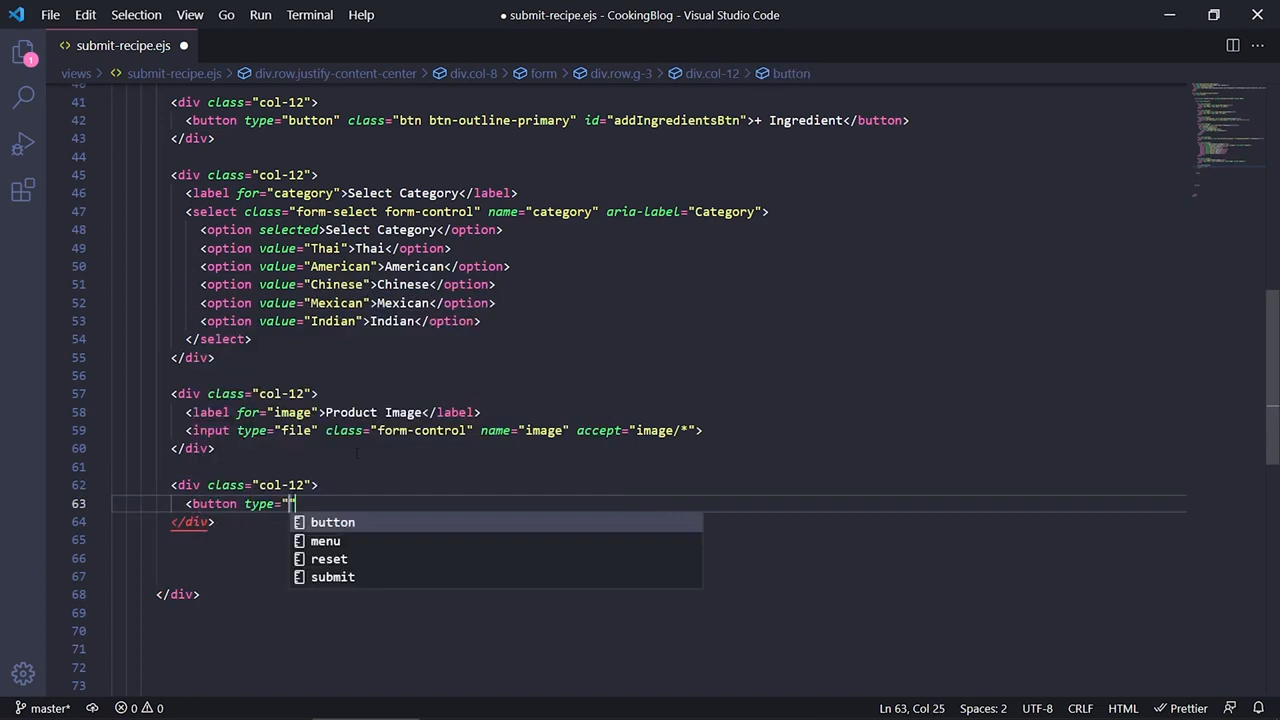 File Edit Selection View Go Run Terminal Help
● submit-recipe.ejs - CookingBlog - Visual Studio Code
submit-recipe.ejs ●
views > submit-recipe.ejs > div.row.justify-content-center > div.col-8 > form > div.row.g-3 > div.col-12 > button
1
40
41 <div class="col-12">
42 <button type="button" class="btn btn-outline-primary" id="addIngredientsBtn">+ Ingredient</button>
43 </div>
44
45 <div class="col-12">
46 <label for="category">Select Category</label>
47 <select class="form-select form-control" name="category" aria-label="Category">
48 <option selected>Select Category</option>
49 <option value="Thai">Thai</option>
50 <option value="American">American</option>
51 <option value="Chinese">Chinese</option>
52 <option value="Mexican">Mexican</option>
53 <option value="Indian">Indian</option>
54 </select>
55 </div>
56
57 <div class="col-12">
58 <label for="image">Product Image</label>
59 <input type="file" class="form-control" name="image" accept="image/*">
60 </div>
61
62 <div class="col-12">
63 <button type=""
64 </div>
button
65
menu
66
reset
67
submit
68 </div>
69
70
71
72
73
master* 0 0 Ln 63, Col 25 Spaces: 2 UTF-8 CRLF HTML Prettier